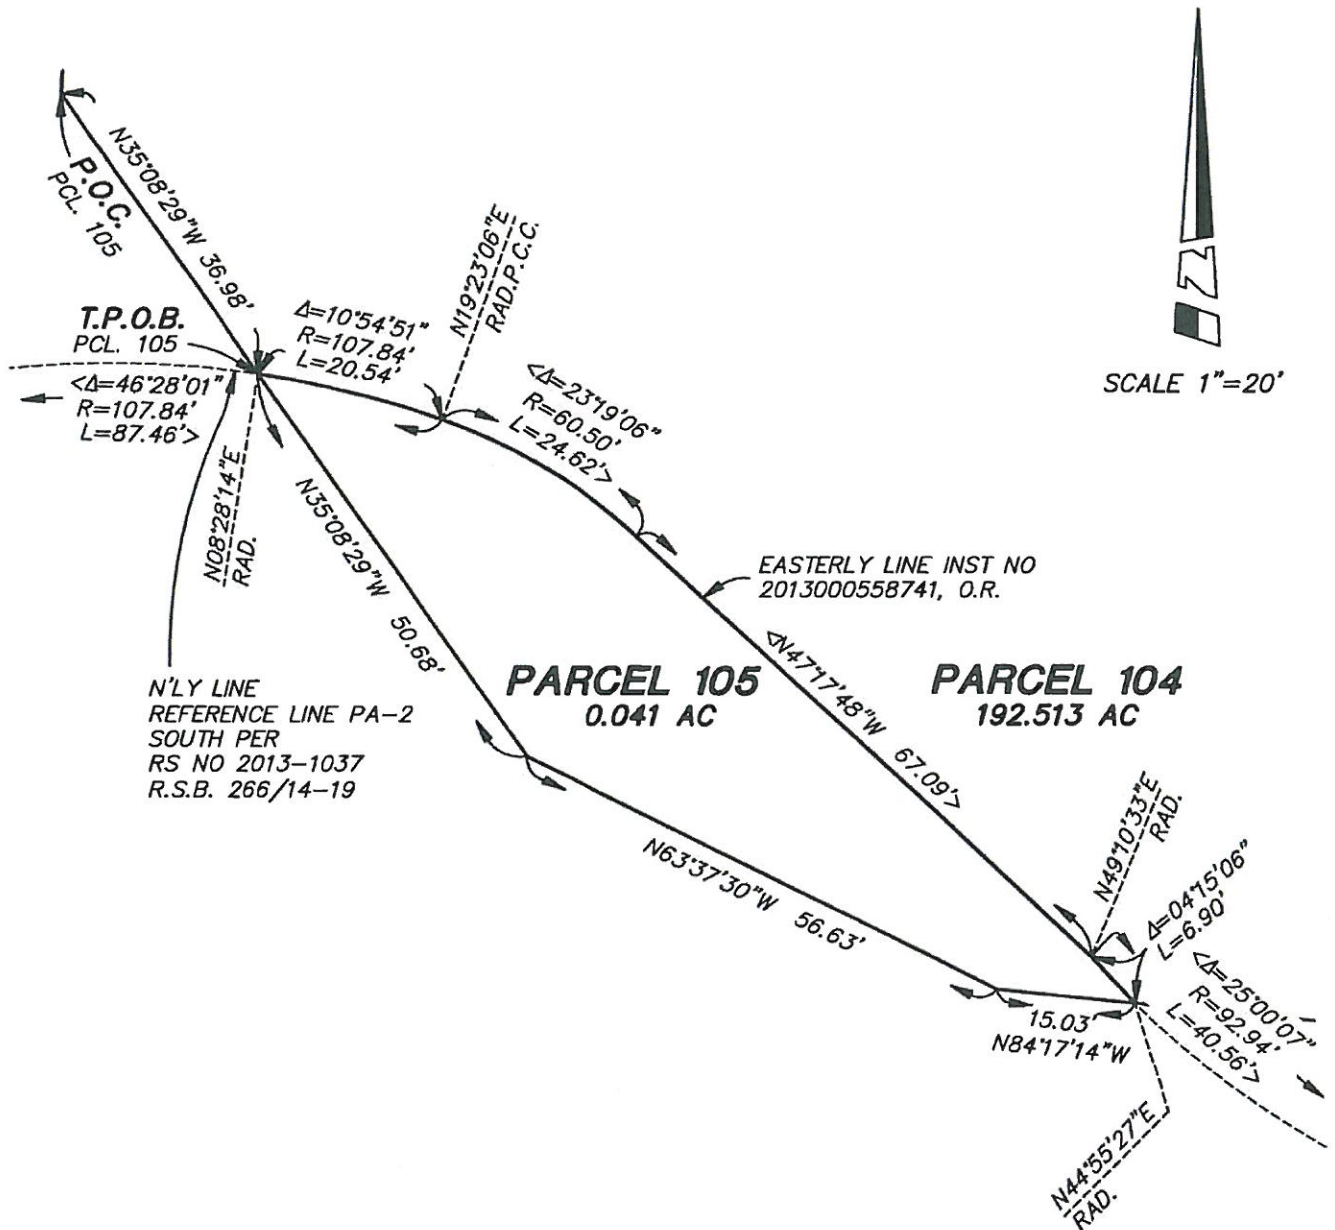 N35°08'29"W 36.98'
P.O.C.
PCL. 105
T.P.O.B.
PCL. 105
<Δ=46°28'01"
R=107.84'
L=87.46'>
Δ=10°54'51"
R=107.84'
L=20.54'
N19°23'06"E
RAD.P.C.C.
<Δ=23°19'06"
R=60.50'
L=24.62'>
N
SCALE 1"=20'
N08°28'14"E
RAD.
N35°08'29"W 50.68'
EASTERLY LINE INST NO
2013000558741, O.R.
<N47°17'48"W 67.09'>
PARCEL 105
0.041 AC
PARCEL 104
192.513 AC
N'LY LINE
REFERENCE LINE PA-2
SOUTH PER
RS NO 2013-1037
R.S.B. 266/14-19
N63°37'30"W 56.63'
N49°10'33"E
RAD.
Δ=04°15'06"
L=6.90'
<Δ=25°00'07"
R=92.94'
L=40.56'>
15.03'
N84°17'14"W
N44°55'27"E
RAD.